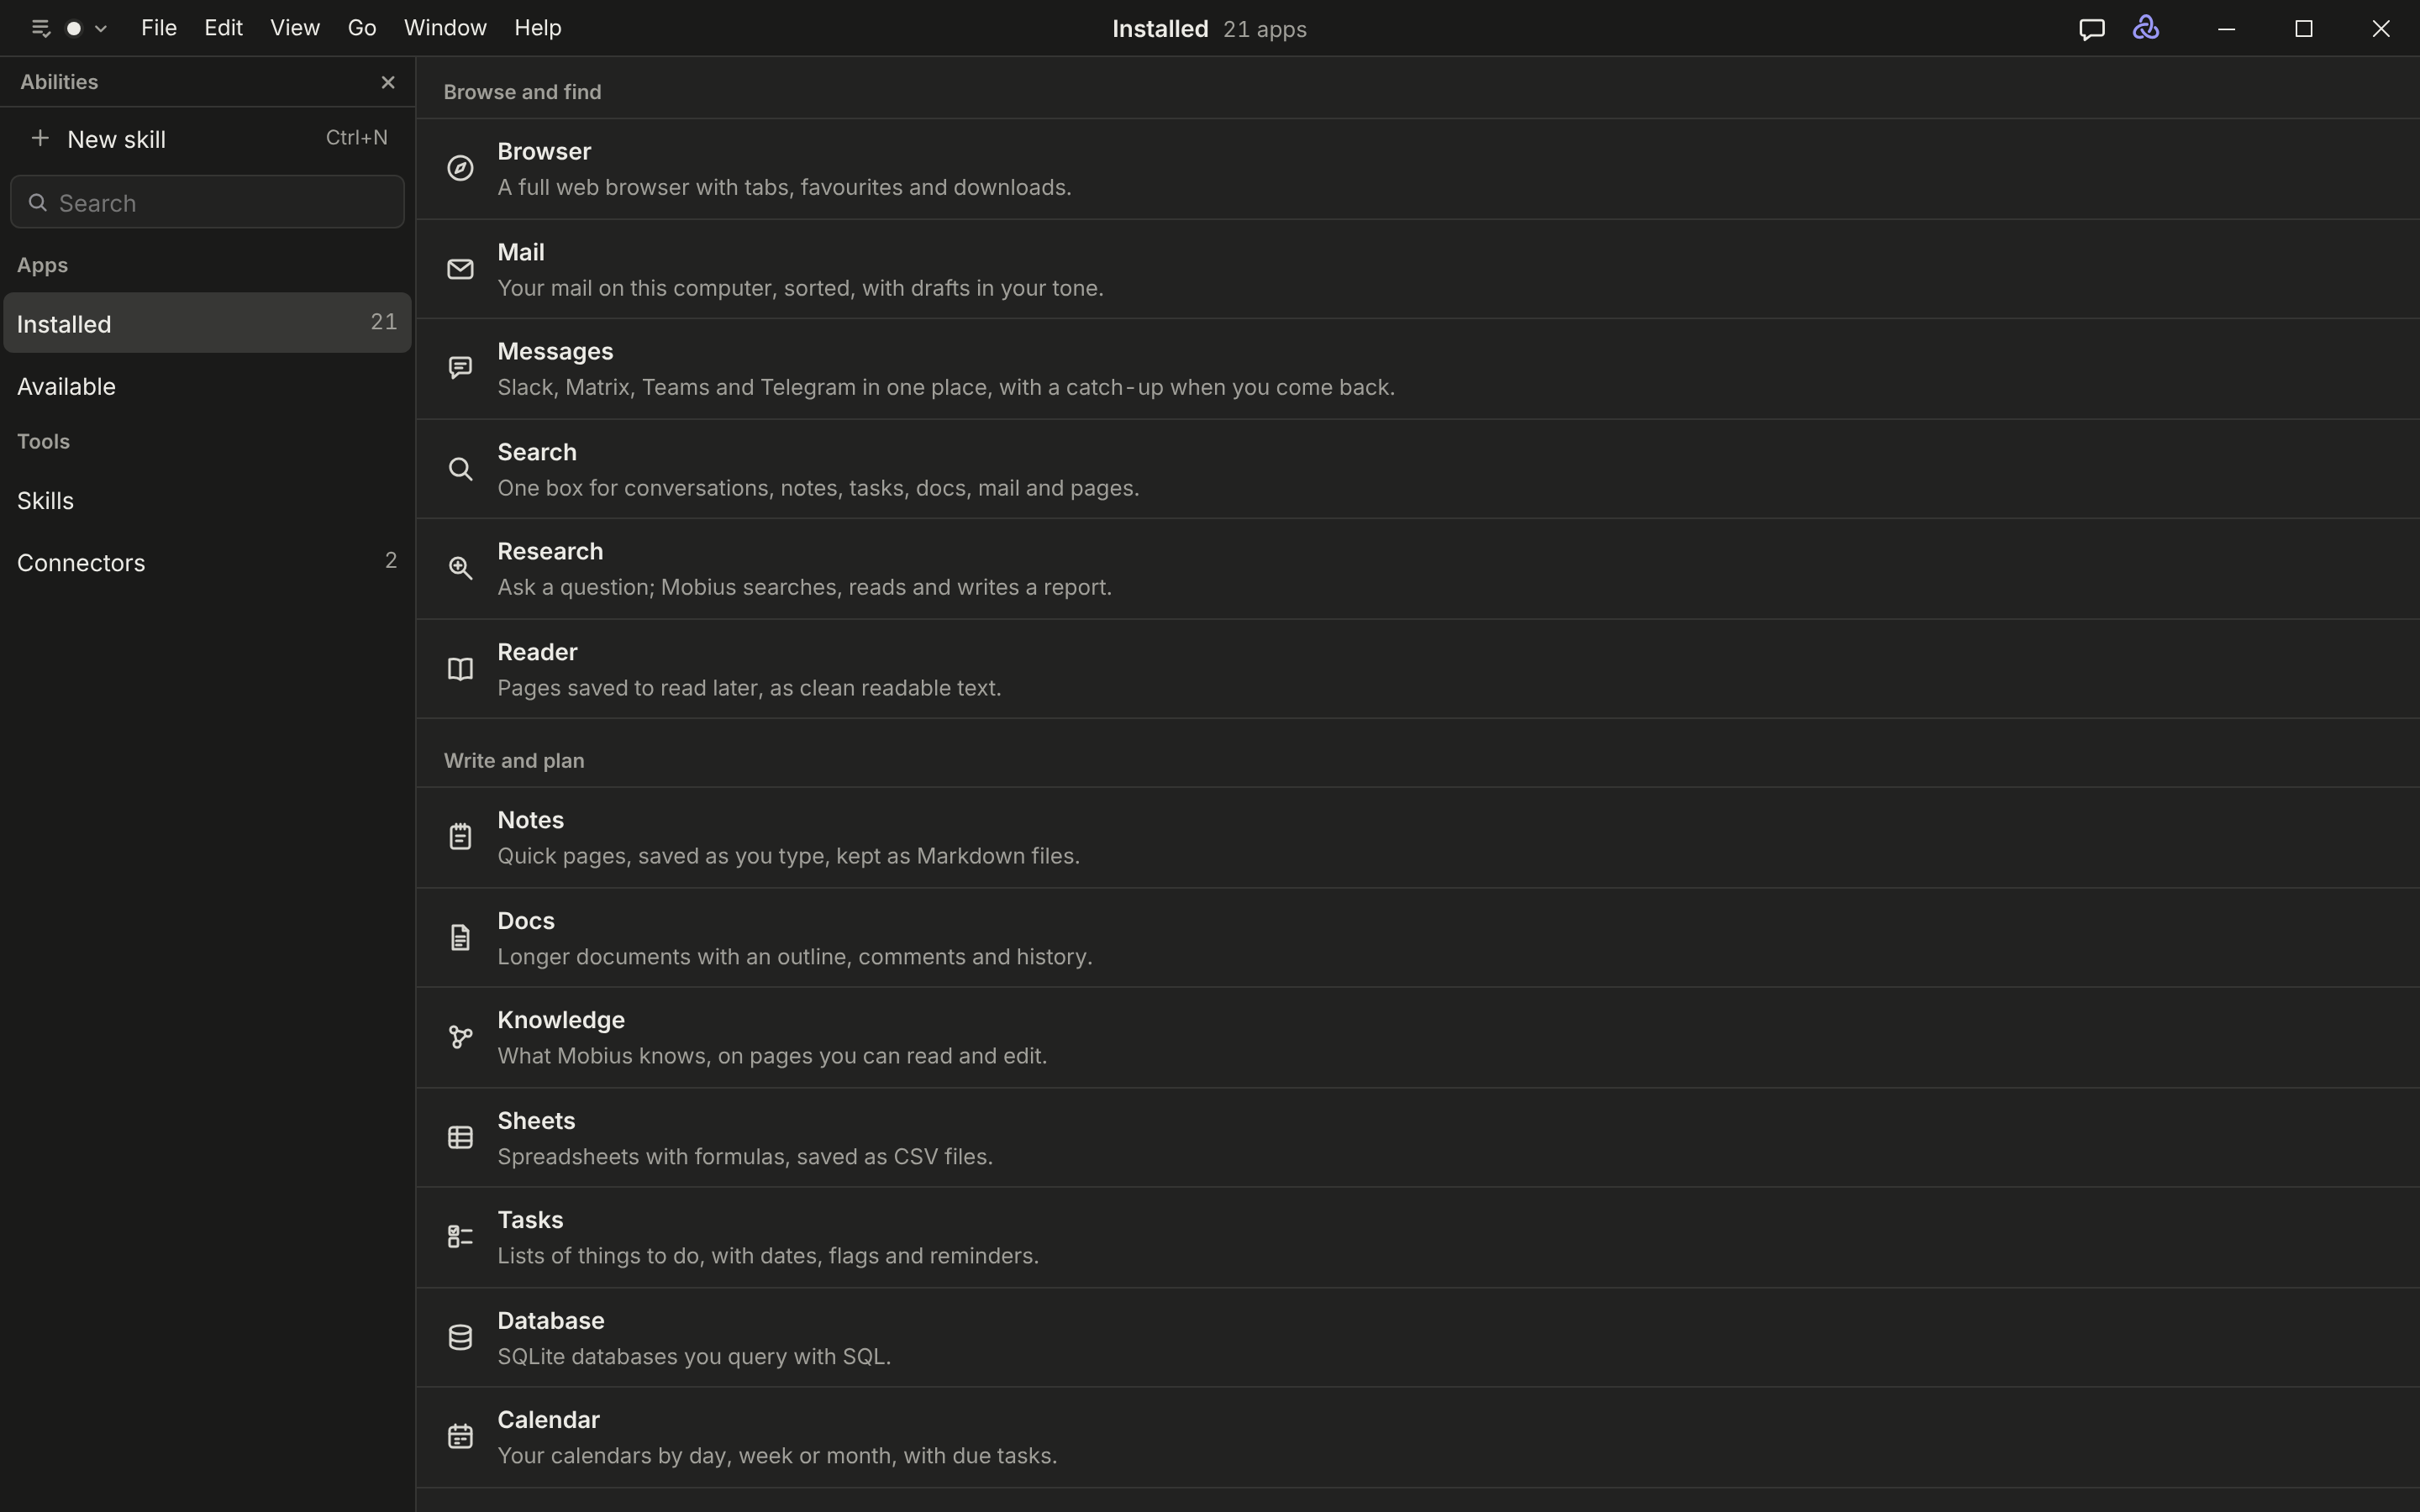 File Edit View Go Window Help
Installed 21 apps
Abilities
New skill Ctrl+N
Search
Apps
Installed 21
Available
Tools
Skills
Connectors 2
Browse and find
Browser
A full web browser with tabs, favourites and downloads.
Mail
Your mail on this computer, sorted, with drafts in your tone.
Messages
Slack, Matrix, Teams and Telegram in one place, with a catch-up when you come back.
Search
One box for conversations, notes, tasks, docs, mail and pages.
Research
Ask a question; Mobius searches, reads and writes a report.
Reader
Pages saved to read later, as clean readable text.
Write and plan
Notes
Quick pages, saved as you type, kept as Markdown files.
Docs
Longer documents with an outline, comments and history.
Knowledge
What Mobius knows, on pages you can read and edit.
Sheets
Spreadsheets with formulas, saved as CSV files.
Tasks
Lists of things to do, with dates, flags and reminders.
Database
SQLite databases you query with SQL.
Calendar
Your calendars by day, week or month, with due tasks.